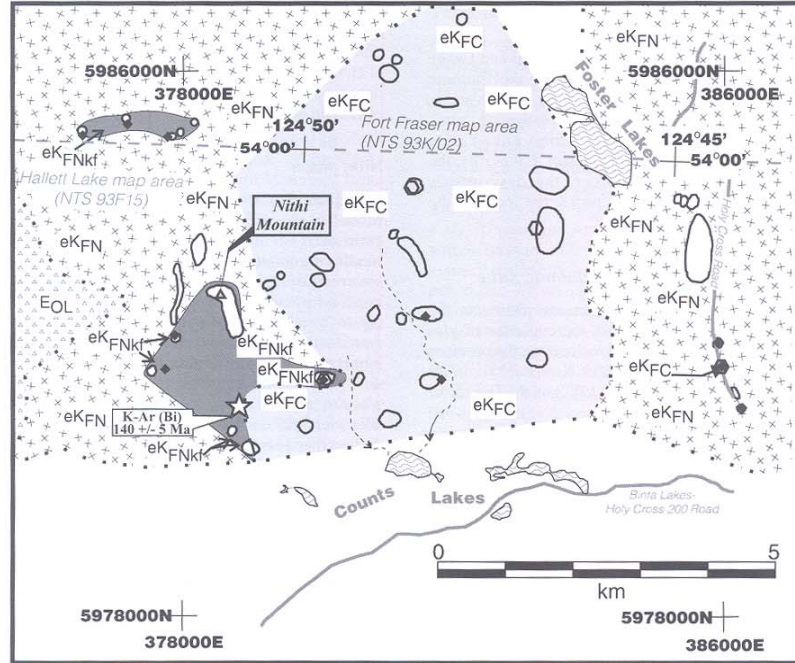 eKFC
eKFN
5986000N
378000E
5986000N
386000E
Foster Lakes
eKFN
eKFC
eKFC
124°50'
54°00'
Fort Fraser map area
(NTS 93K/02)
124°45'
54°00'
eKFNkf
Hallett Lake map area
(NTS 93F15)
Nithi
Mountain
eKFC
eKFC
eKFN
eKFN
Holy Cross Road
EOL
eKFN
eKFNkf
eKFNkf
eKFNkf
eKFC
eKFC
eKFC
eKFN
K-Ar (Bi)
140 +/- 5 Ma
eKFN
eKFNkf
Counts Lakes
Binta Lakes-
Holy Cross 200 Road
0 5
km
5978000N
378000E
5978000N
386000E